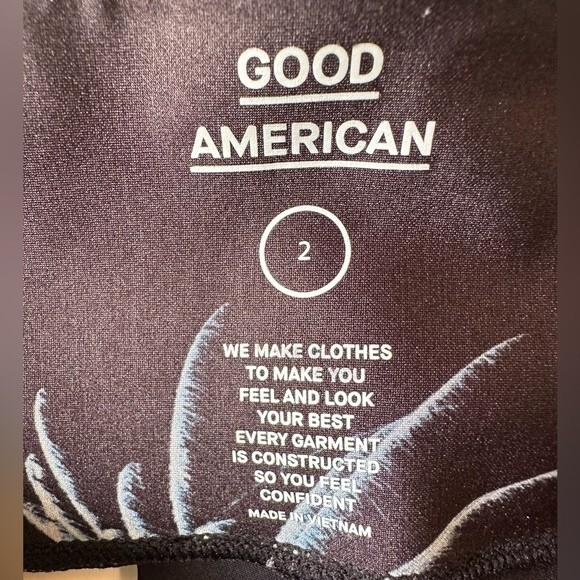 GOOD
AMERICAN
2
WE MAKE CLOTHES
TO MAKE YOU
FEEL AND LOOK
YOUR BEST
EVERY GARMENT
IS CONSTRUCTED
SO YOU FEEL
CONFIDENT
MADE IN VIETNAM